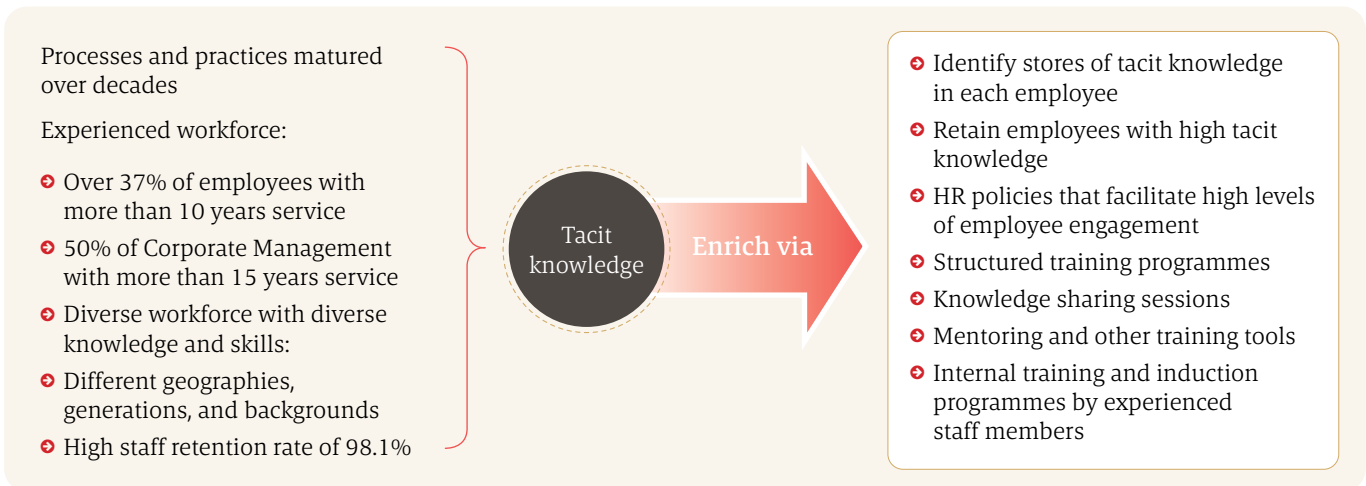 Processes and practices matured
over decades
Experienced workforce:
Over 37% of employees with
more than 10 years service
50% of Corporate Management
with more than 15 years service
Diverse workforce with diverse
knowledge and skills:
Different geographies,
generations, and backgrounds
High staff retention rate of 98.1%
Tacit
knowledge
Enrich via
Identify stores of tacit knowledge
in each employee
Retain employees with high tacit
knowledge
HR policies that facilitate high levels
of employee engagement
Structured training programmes
Knowledge sharing sessions
Mentoring and other training tools
Internal training and induction
programmes by experienced
staff members